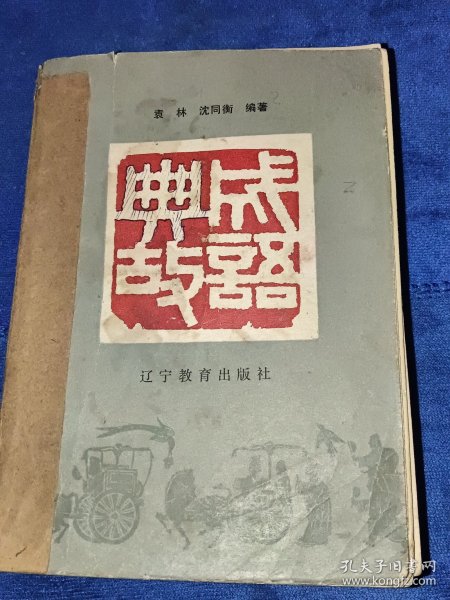 袁林 沈同衡 编著
成語
典故
辽宁教育出版社
孔夫子旧书网
www.kongfz.com